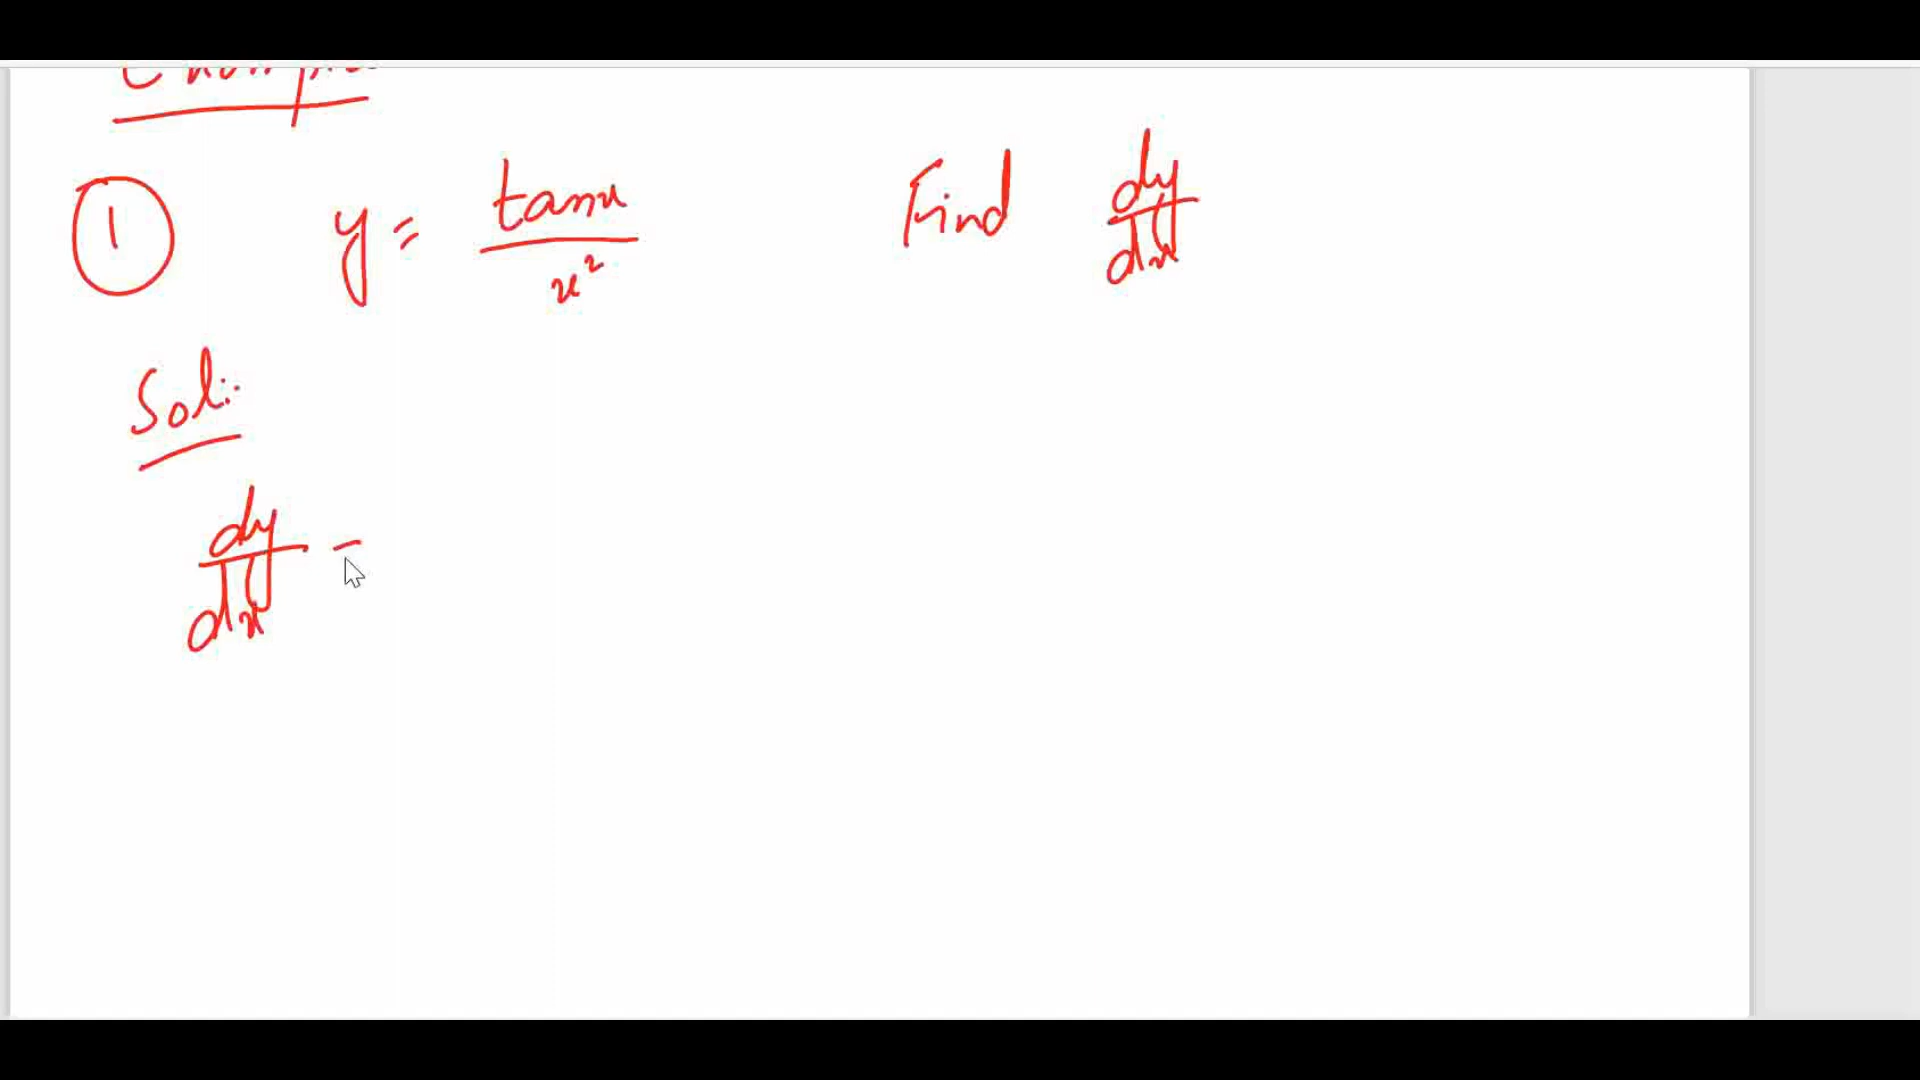 ① y = tanx / x² Find dy/dx
Sol:-
dy/dx =